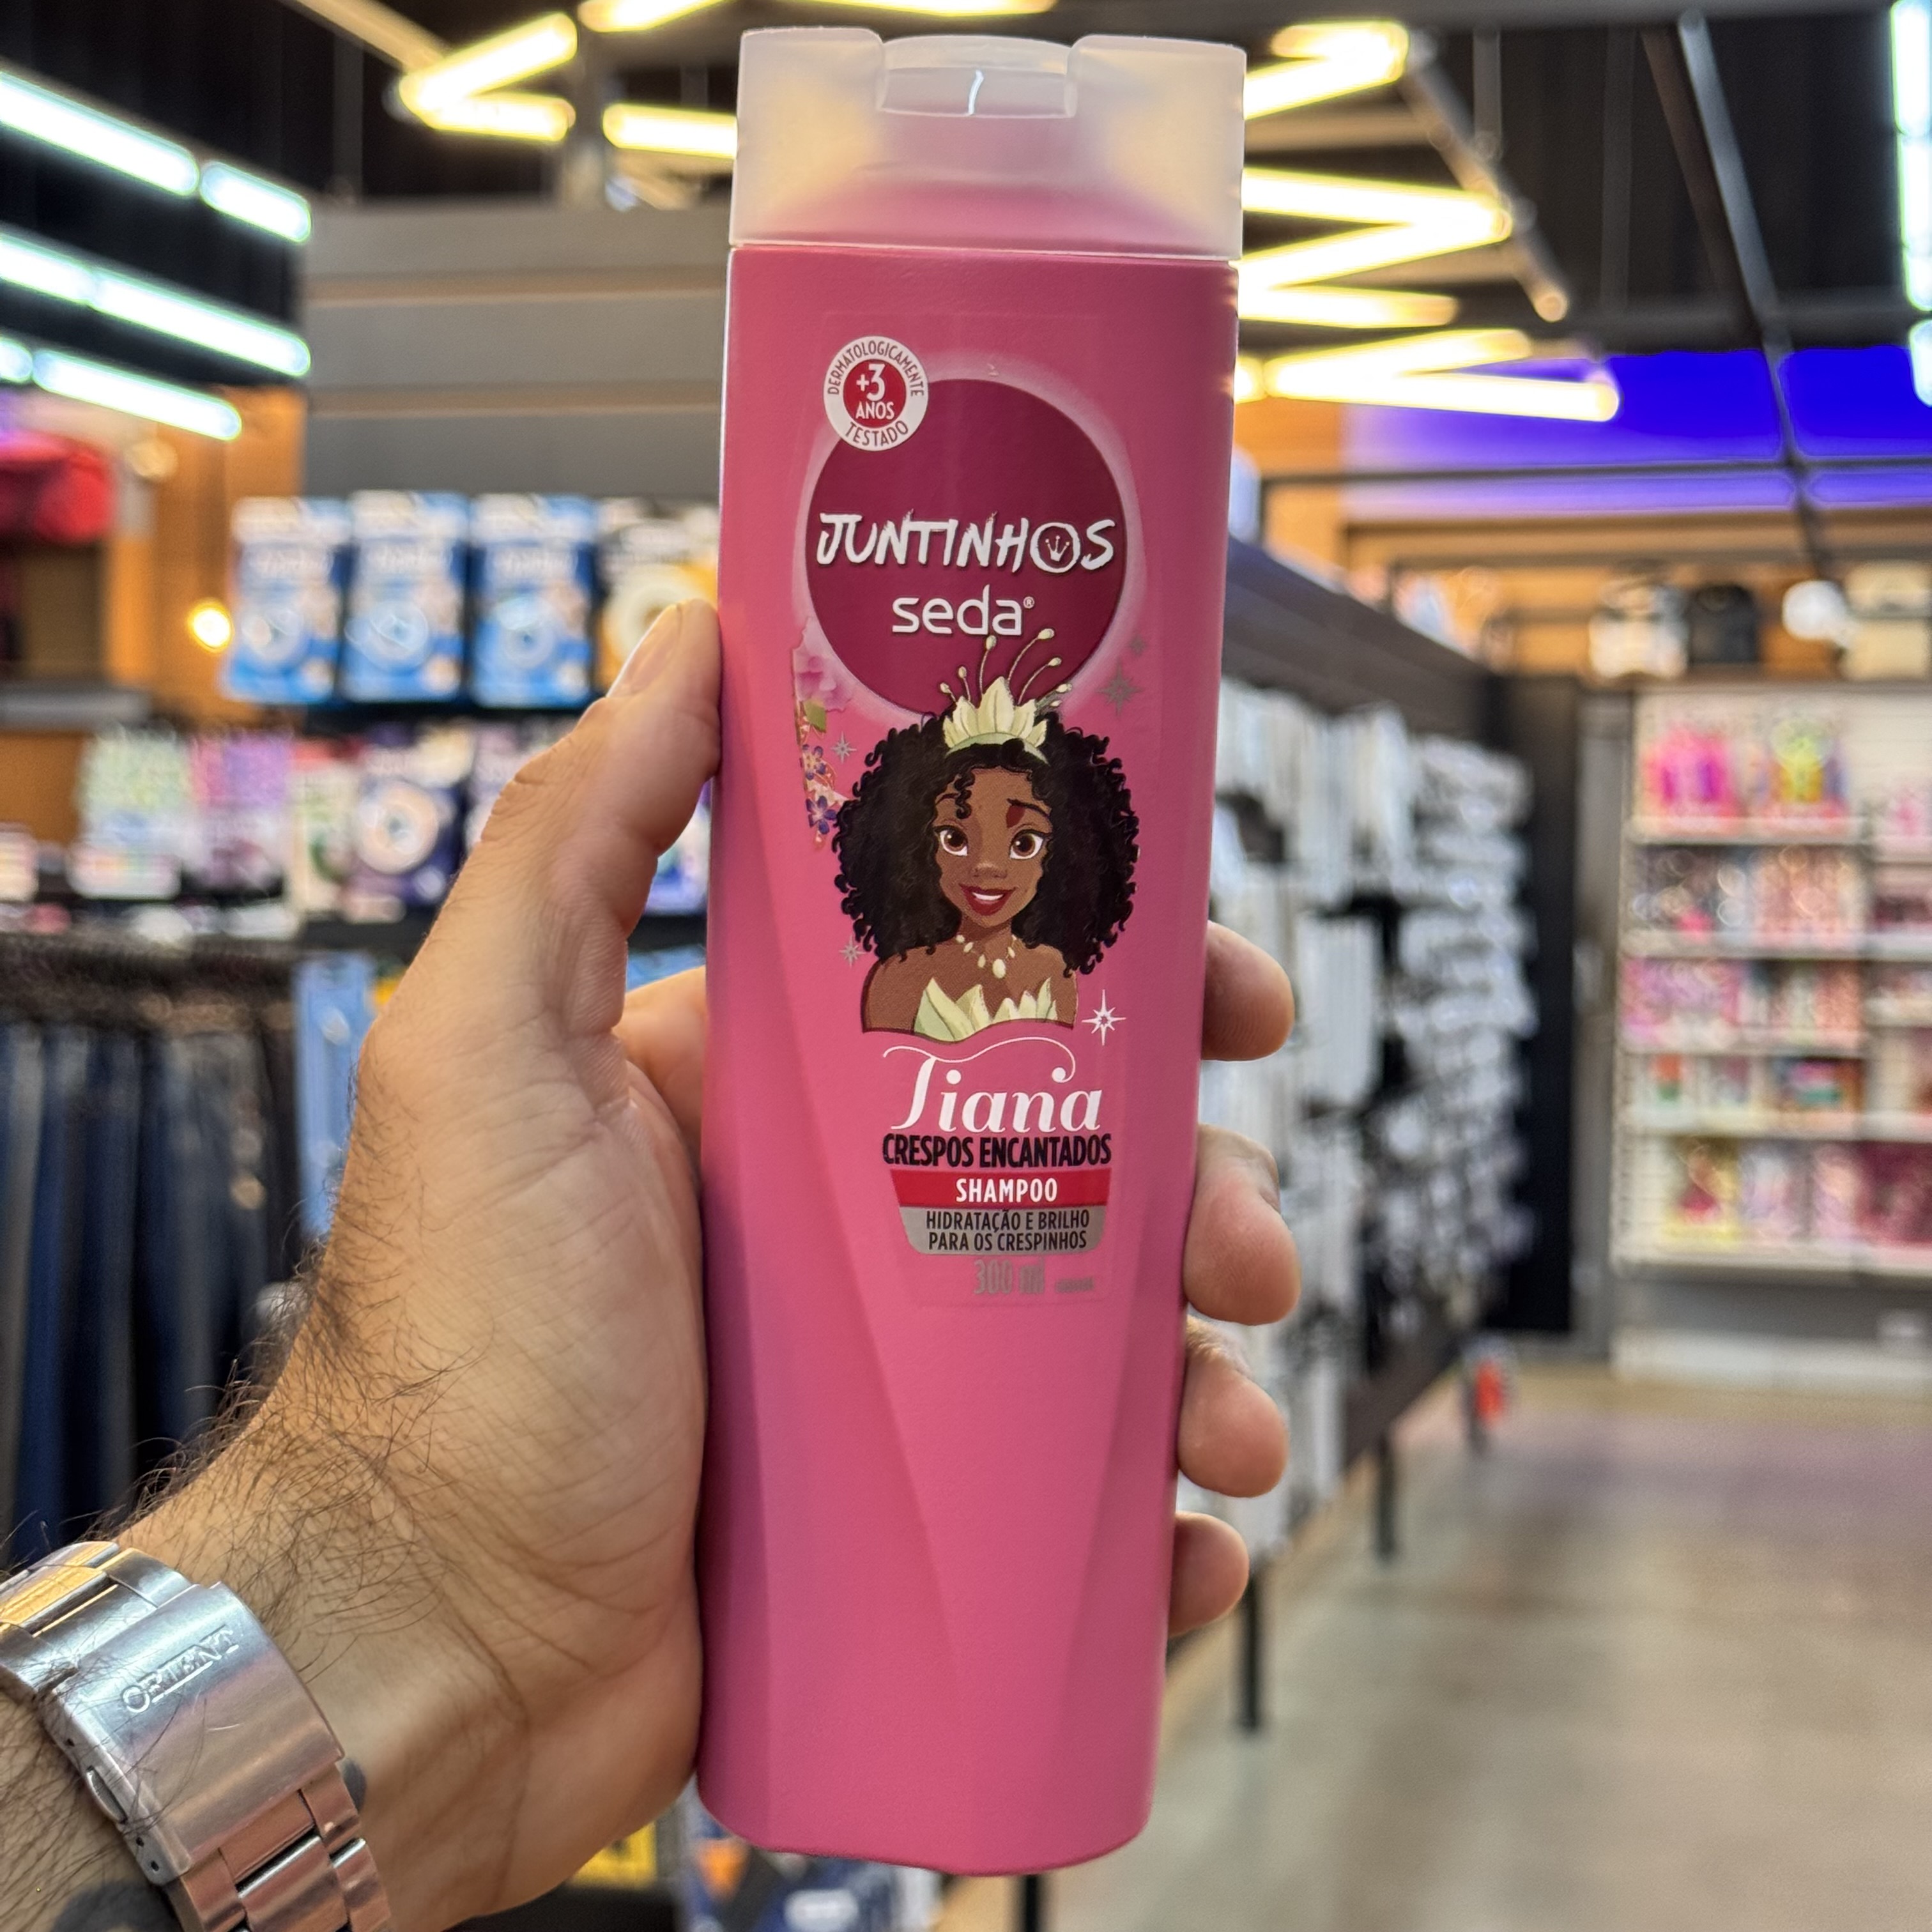 DERMATOLOGICAMENTE
+3
ANOS
TESTADO
JUNTINHOS
seda®
Tiana
CRESPOS ENCANTADOS
SHAMPOO
HIDRATAÇÃO E BRILHO
PARA OS CRESPINHOS
300 ml
ORIENT